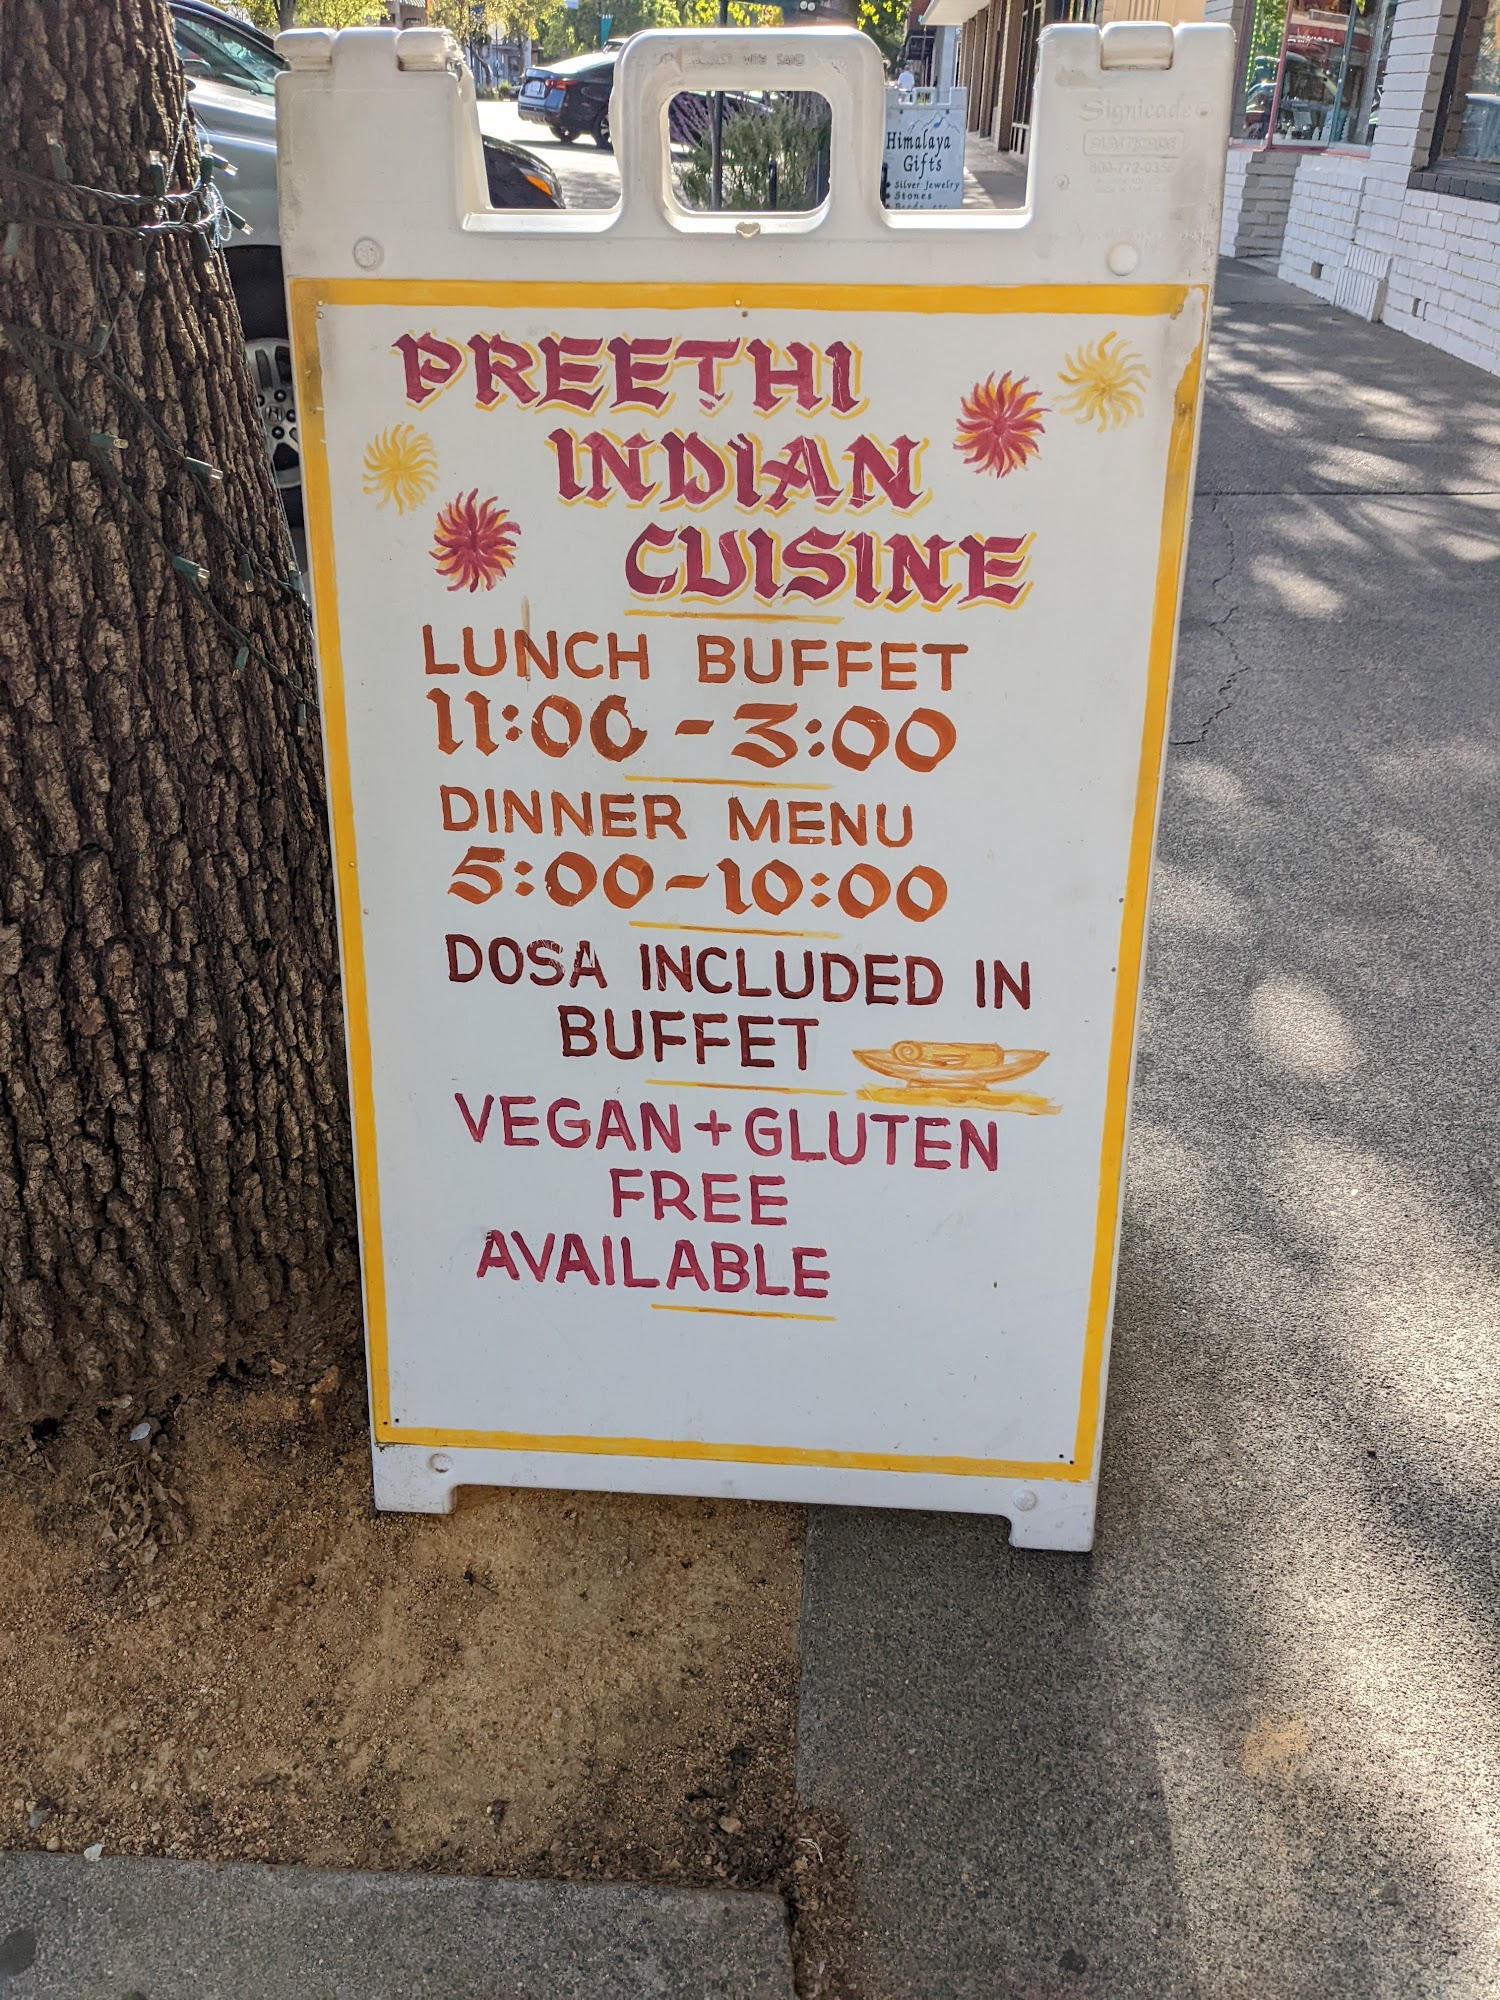 Signicade
Himalaya
Gifts
• Silver Jewelry
• Stones
PREETHI
INDIAN
CUISINE
LUNCH BUFFET
11:00 - 3:00
DINNER MENU
5:00-10:00
DOSA INCLUDED IN
BUFFET
VEGAN+GLUTEN
FREE
AVAILABLE